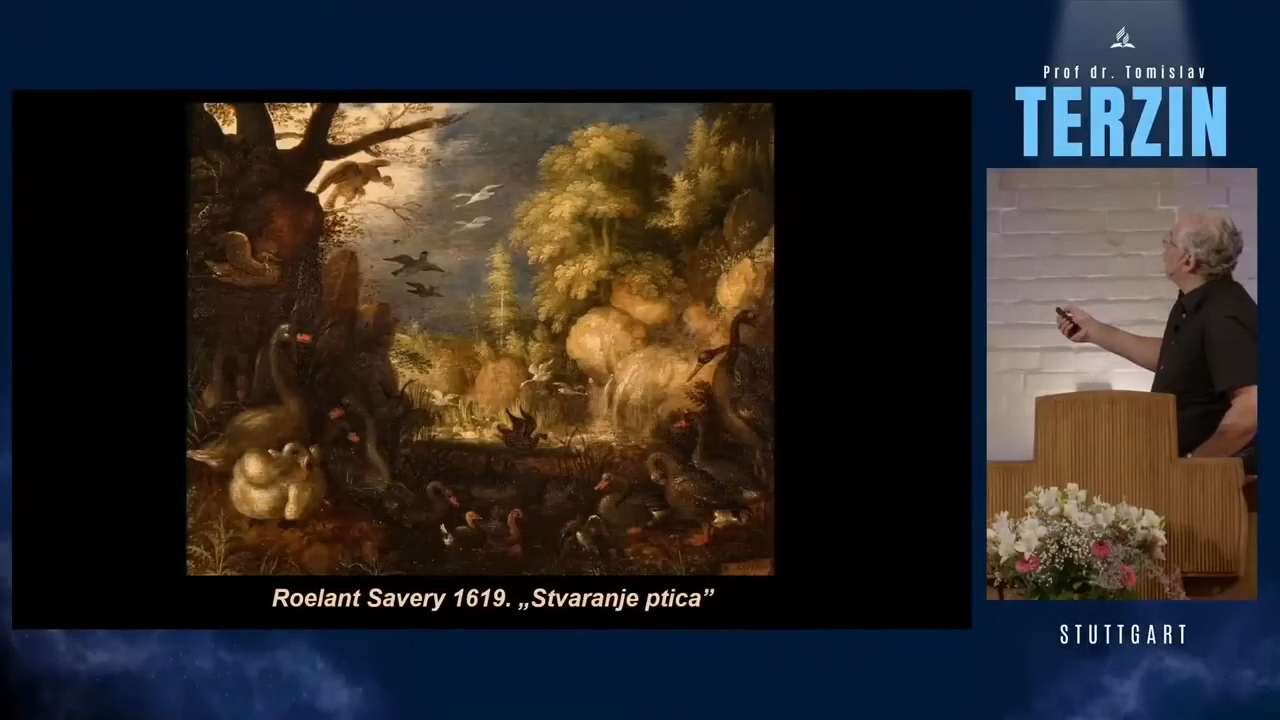 Prof dr. Tomislav
TERZIN
Roelant Savery 1619. „Stvaranje ptica”
STUTTGART